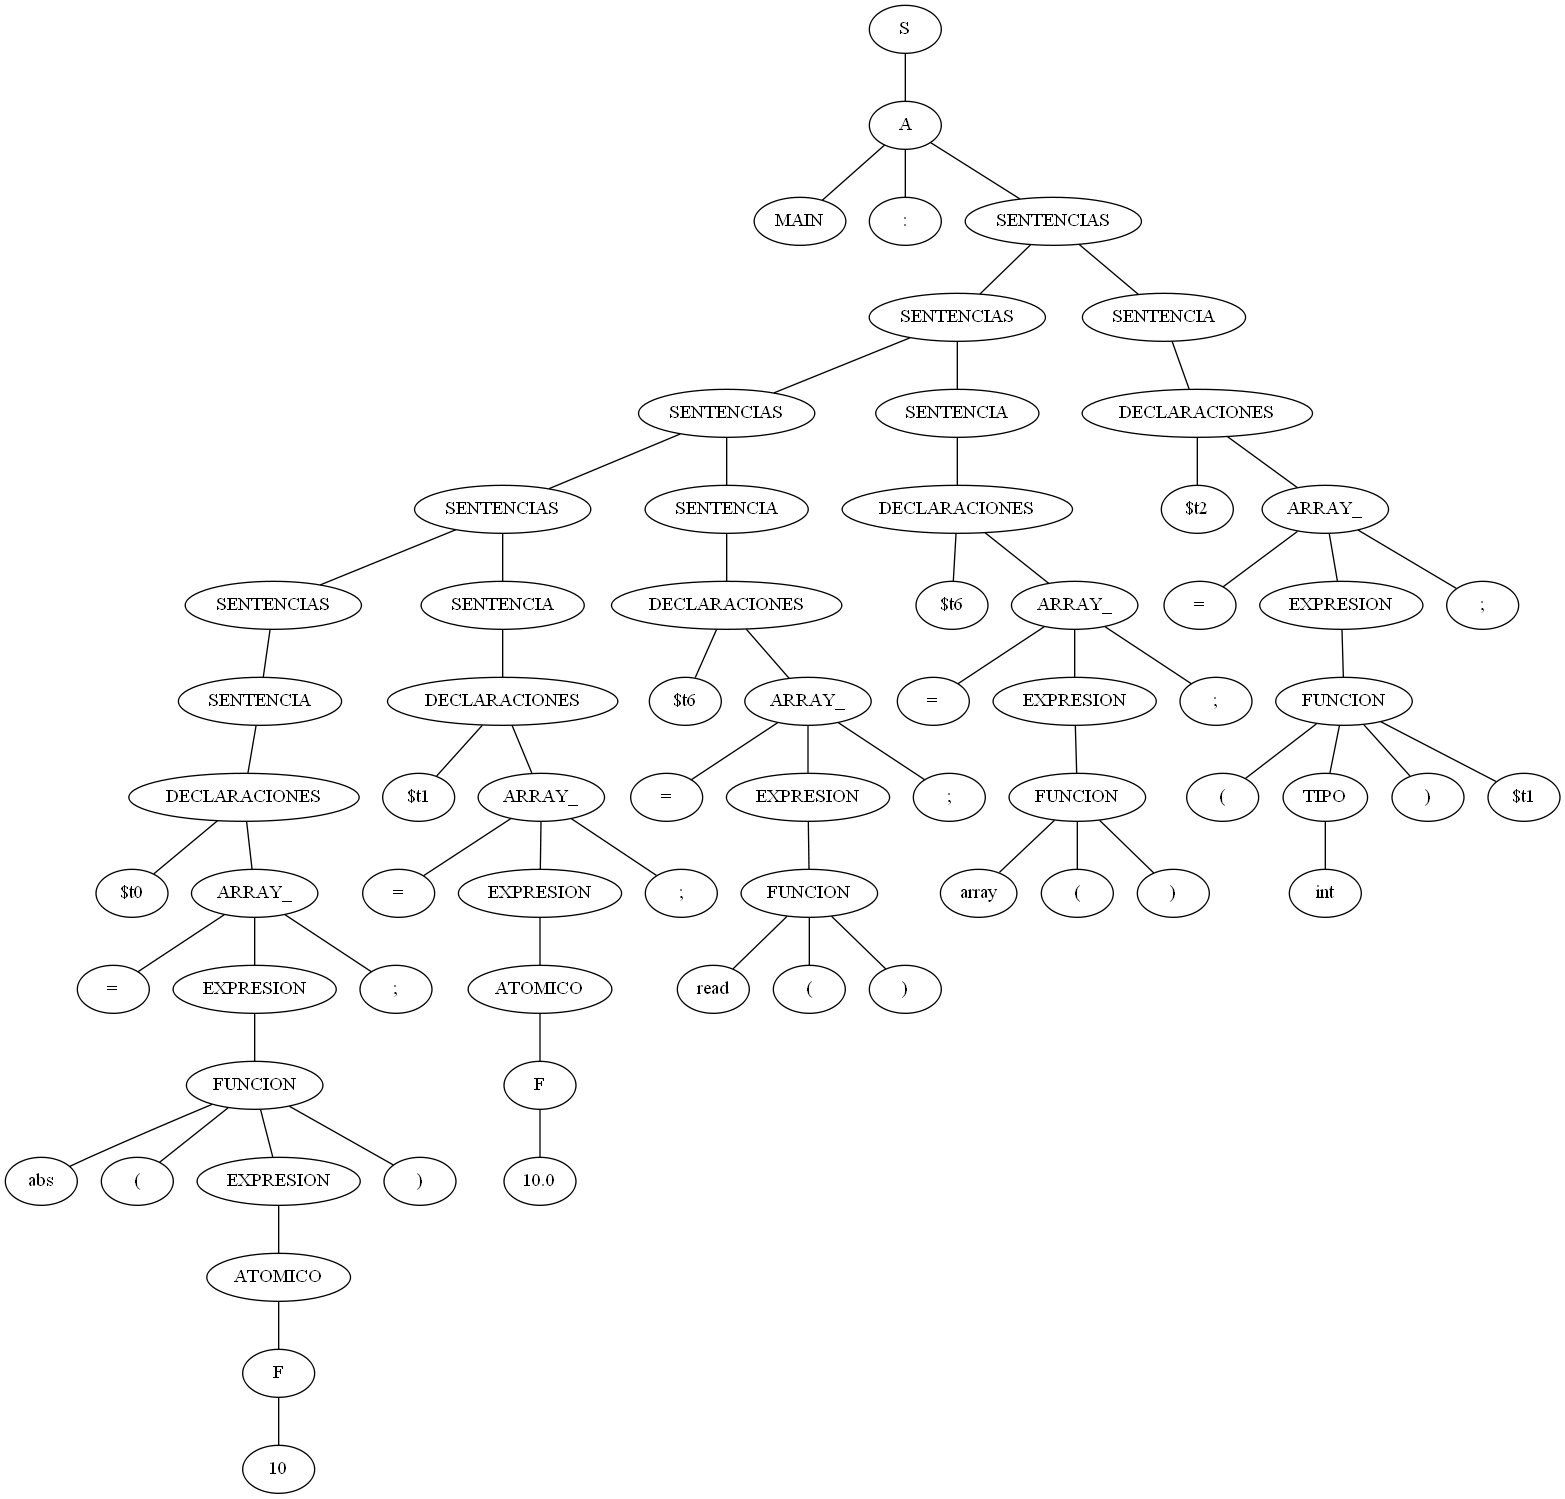 S
A
MAIN : SENTENCIAS
SENTENCIAS SENTENCIA
SENTENCIAS SENTENCIA DECLARACIONES
SENTENCIAS SENTENCIA DECLARACIONES $t2 ARRAY_
SENTENCIAS SENTENCIA DECLARACIONES $t6 ARRAY_ = EXPRESION ;
SENTENCIA DECLARACIONES $t6 ARRAY_ = EXPRESION ; FUNCION
DECLARACIONES $t1 ARRAY_ = EXPRESION ; FUNCION ( TIPO ) $t1
$t0 ARRAY_ = EXPRESION ; FUNCION array ( ) int
= EXPRESION ; ATOMICO read ( )
FUNCION F
abs ( EXPRESION ) 10.0
ATOMICO
F
10